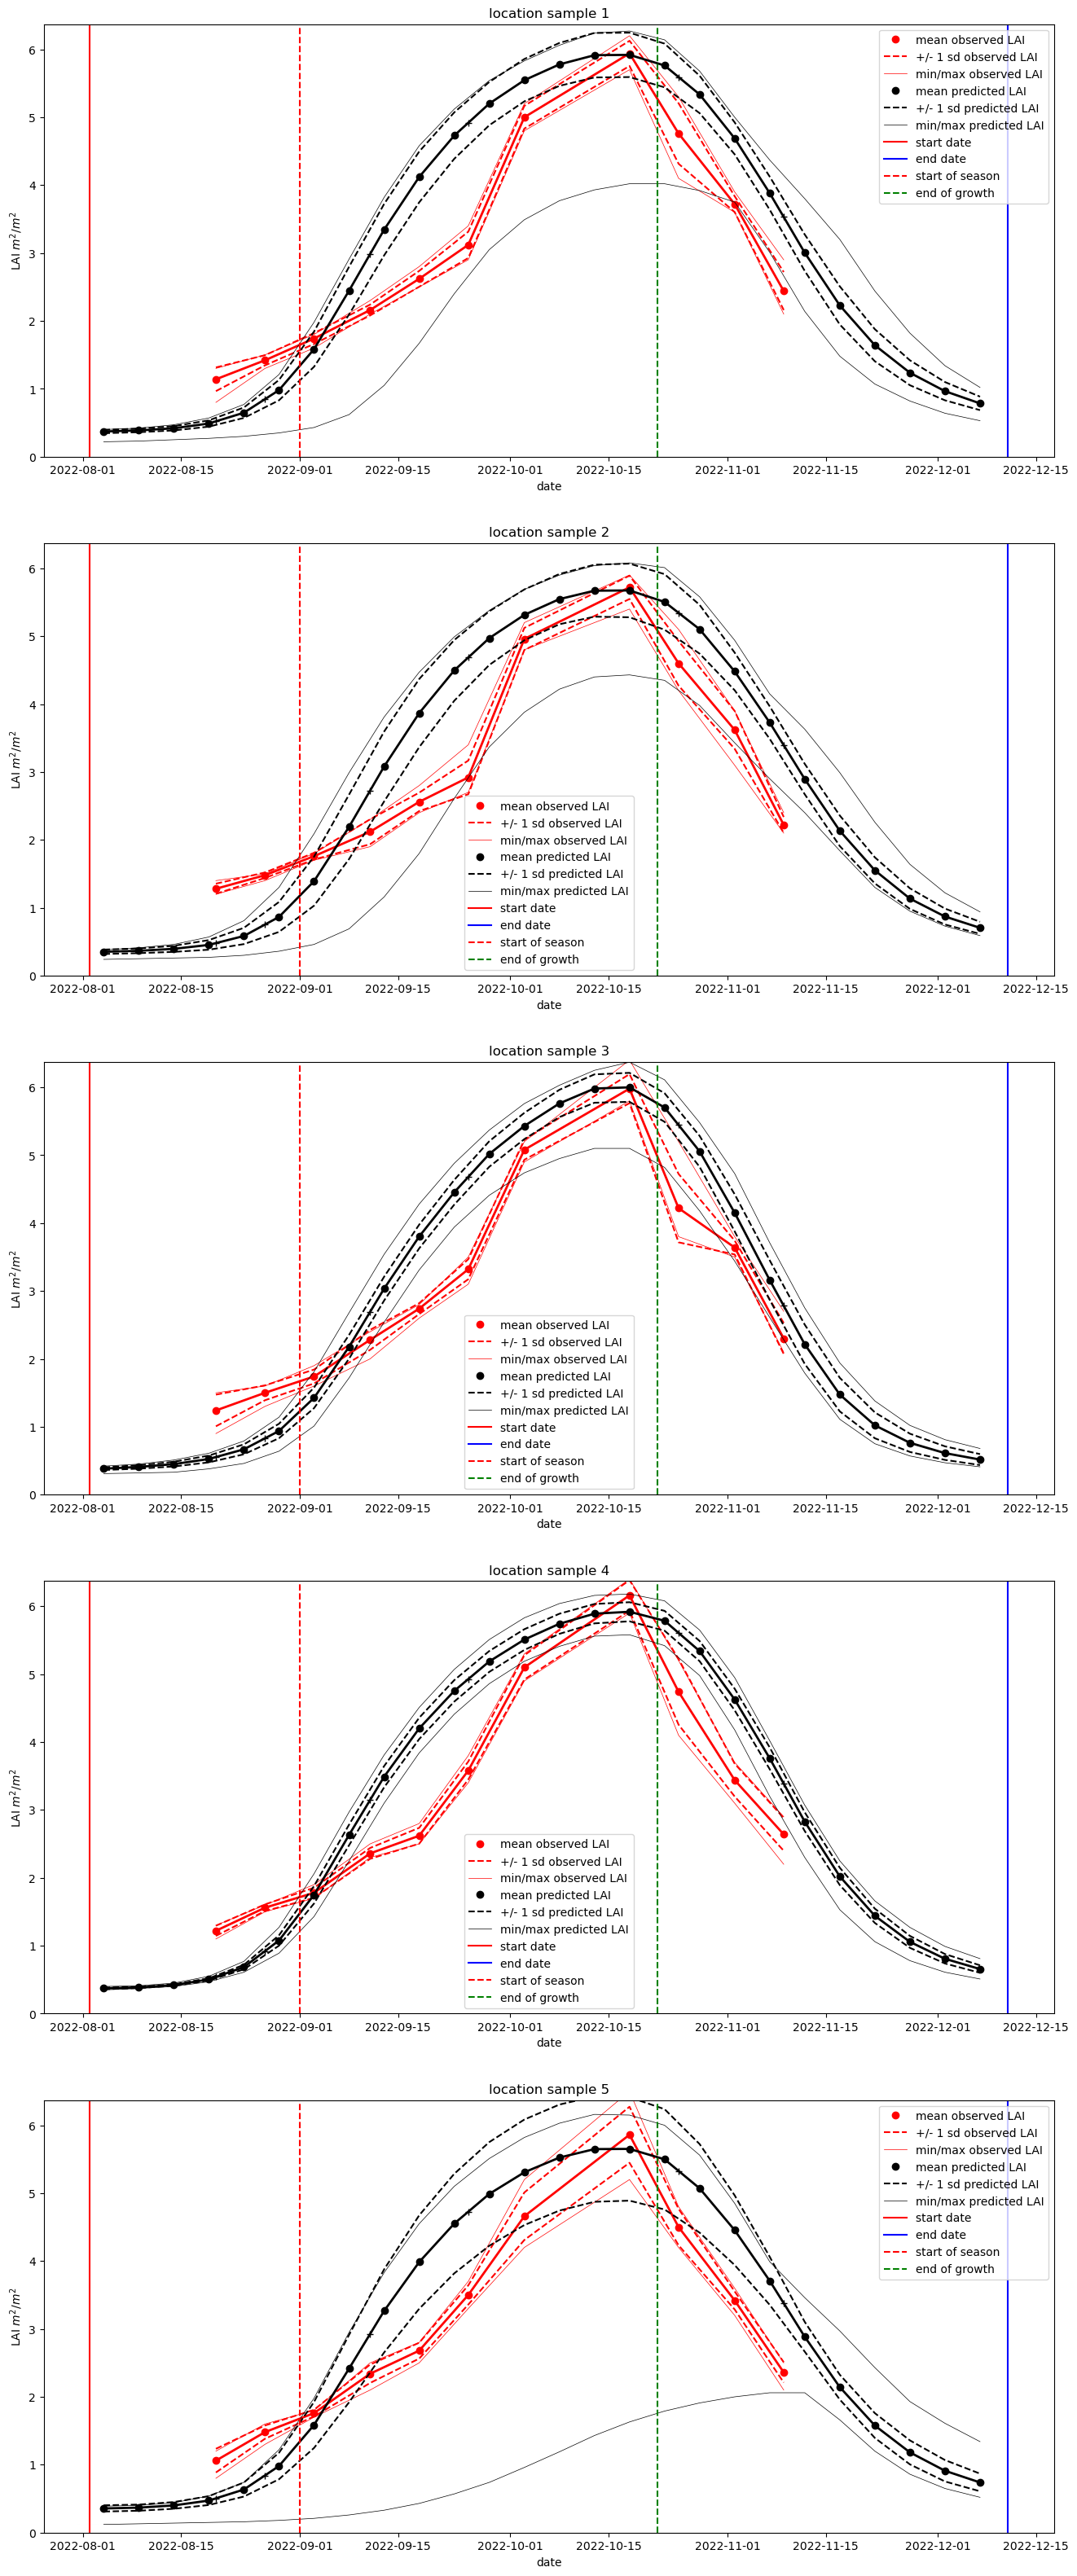 location sample 1
6
5
4
3
2
1
0
LAI m²/m²
mean observed LAI
+/- 1 sd observed LAI
min/max observed LAI
mean predicted LAI
+/- 1 sd predicted LAI
min/max predicted LAI
start date
end date
start of season
end of growth
2022-08-01 2022-08-15 2022-09-01 2022-09-15 2022-10-01 2022-10-15 2022-11-01 2022-11-15 2022-12-01 2022-12-15
date
location sample 2
6
5
4
3
2
1
0
LAI m²/m²
mean observed LAI
+/- 1 sd observed LAI
min/max observed LAI
mean predicted LAI
+/- 1 sd predicted LAI
min/max predicted LAI
start date
end date
start of season
end of growth
2022-08-01 2022-08-15 2022-09-01 2022-09-15 2022-10-01 2022-10-15 2022-11-01 2022-11-15 2022-12-01 2022-12-15
date
location sample 3
6
5
4
3
2
1
0
LAI m²/m²
mean observed LAI
+/- 1 sd observed LAI
min/max observed LAI
mean predicted LAI
+/- 1 sd predicted LAI
min/max predicted LAI
start date
end date
start of season
end of growth
2022-08-01 2022-08-15 2022-09-01 2022-09-15 2022-10-01 2022-10-15 2022-11-01 2022-11-15 2022-12-01 2022-12-15
date
location sample 4
6
5
4
3
2
1
0
LAI m²/m²
mean observed LAI
+/- 1 sd observed LAI
min/max observed LAI
mean predicted LAI
+/- 1 sd predicted LAI
min/max predicted LAI
start date
end date
start of season
end of growth
2022-08-01 2022-08-15 2022-09-01 2022-09-15 2022-10-01 2022-10-15 2022-11-01 2022-11-15 2022-12-01 2022-12-15
date
location sample 5
6
5
4
3
2
1
0
LAI m²/m²
mean observed LAI
+/- 1 sd observed LAI
min/max observed LAI
mean predicted LAI
+/- 1 sd predicted LAI
min/max predicted LAI
start date
end date
start of season
end of growth
2022-08-01 2022-08-15 2022-09-01 2022-09-15 2022-10-01 2022-10-15 2022-11-01 2022-11-15 2022-12-01 2022-12-15
date